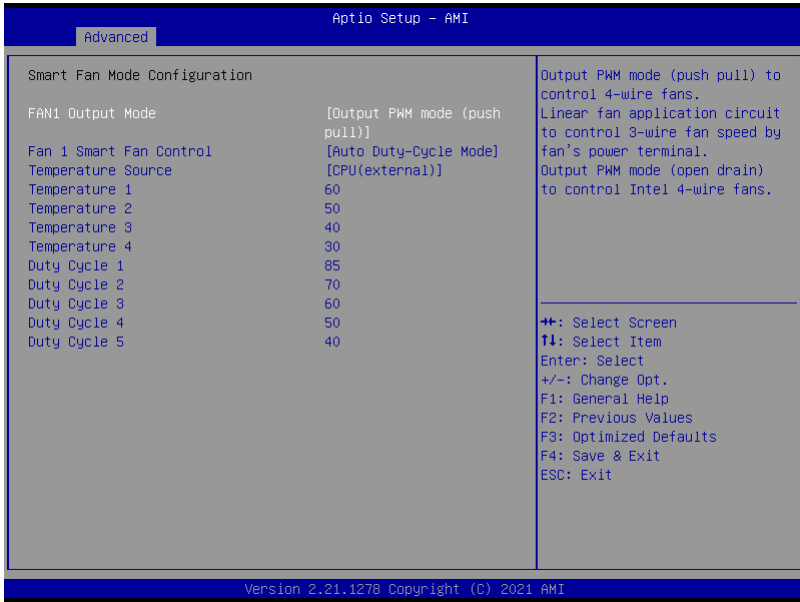 Aptio Setup - AMI
Advanced
Smart Fan Mode Configuration
FAN1 Output Mode [Output PWM mode (push
pull)]
Fan 1 Smart Fan Control [Auto Duty-Cycle Mode]
Temperature Source [CPU(external)]
Temperature 1 60
Temperature 2 50
Temperature 3 40
Temperature 4 30
Duty Cycle 1 85
Duty Cycle 2 70
Duty Cycle 3 60
Duty Cycle 4 50
Duty Cycle 5 40
Output PWM mode (push pull) to
control 4-wire fans.
Linear fan application circuit
to control 3-wire fan speed by
fan's power terminal.
Output PWM mode (open drain)
to control Intel 4-wire fans.
→←: Select Screen
↑↓: Select Item
Enter: Select
+/-: Change Opt.
F1: General Help
F2: Previous Values
F3: Optimized Defaults
F4: Save & Exit
ESC: Exit
Version 2.21.1278 Copyright (C) 2021 AMI